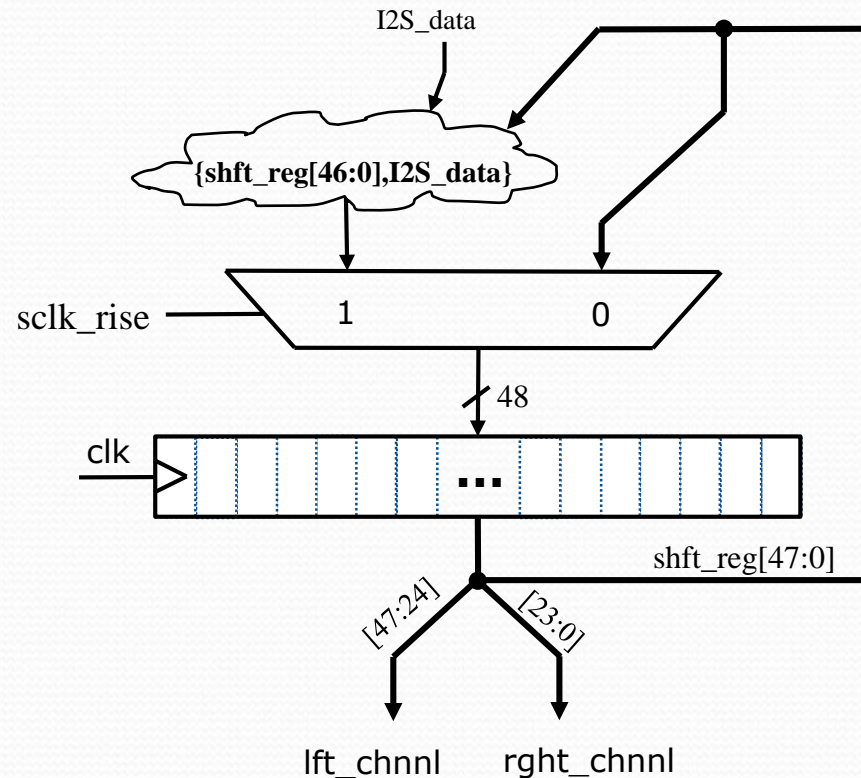 I2S_data
{shft_reg[46:0],I2S_data}
sclk_rise
1
0
48
clk
...
shft_reg[47:0]
[47:24]
[23:0]
lft_chnnl
rght_chnnl